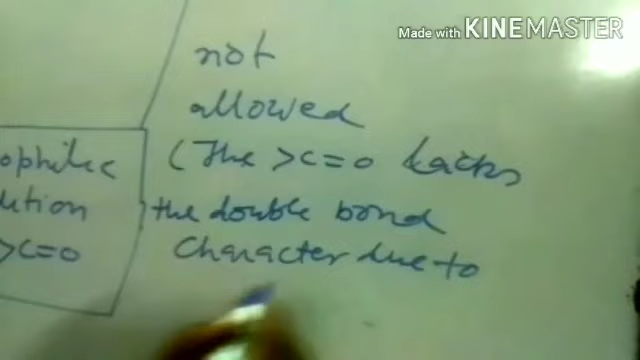 Made with KINEMASTER
not
allowed
(The >C=O lacks
the double bond
character due to
ophilic
ution
>C=O